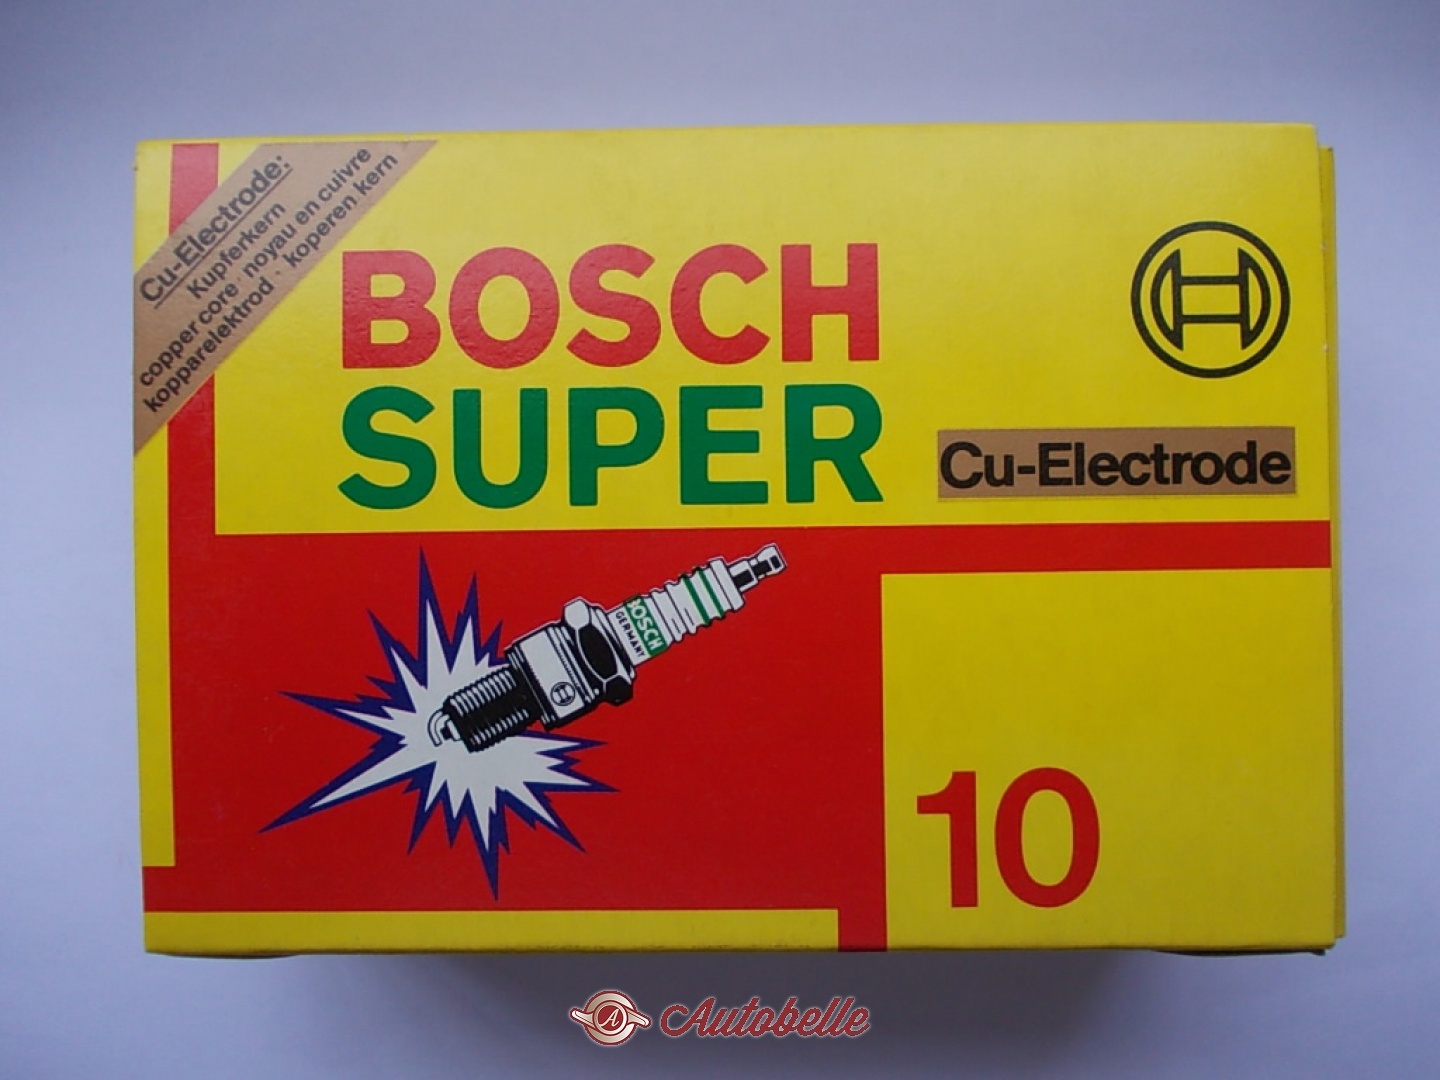 Cu-Electrode:
Kupferkern
copper core · noyau en cuivre
kopparelektrod · koperen kern
BOSCH
SUPER
Cu-Electrode
BOSCH
GERMANY
10
A
Autobelle